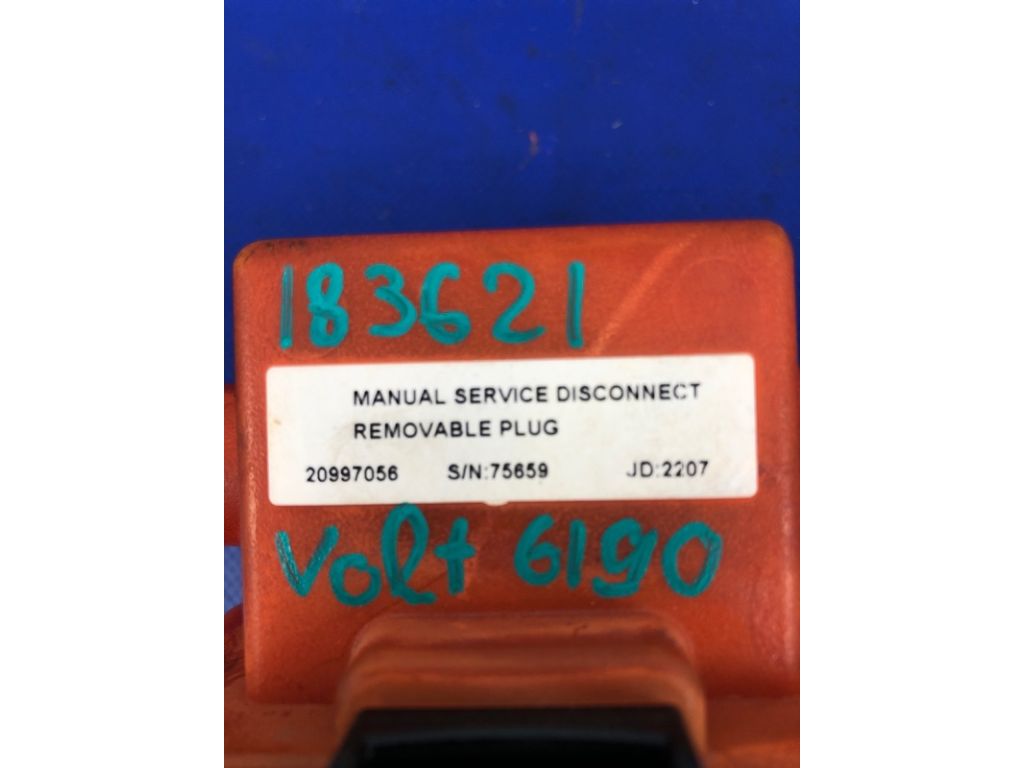 183621
MANUAL SERVICE DISCONNECT
REMOVABLE PLUG
20997056 S/N:75659 JD:2207
Volt 6190